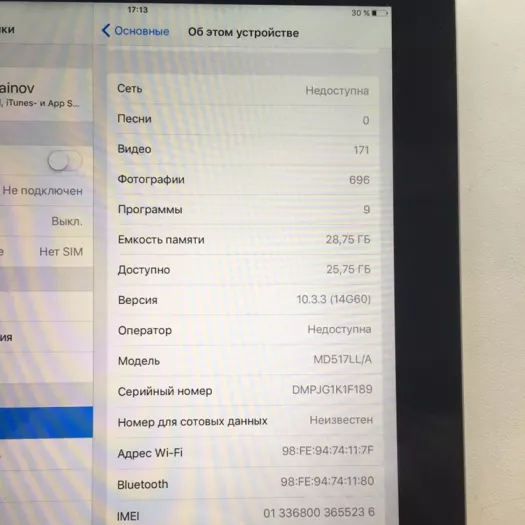 17:13
30 %
Основные
Об этом устройстве
ainov
iTunes- и App S...
Не подключен
Выкл.
Нет SIM
Сеть Недоступна
Песни 0
Видео 171
Фотографии 696
Программы 9
Емкость памяти 28,75 ГБ
Доступно 25,75 ГБ
Версия 10.3.3 (14G60)
Оператор Недоступна
Модель MD517LL/A
Серийный номер DMPJG1K1F189
Номер для сотовых данных Неизвестен
Адрес Wi-Fi 98:FE:94:74:11:7F
Bluetooth 98:FE:94:74:11:80
IMEI 01 336800 365523 6